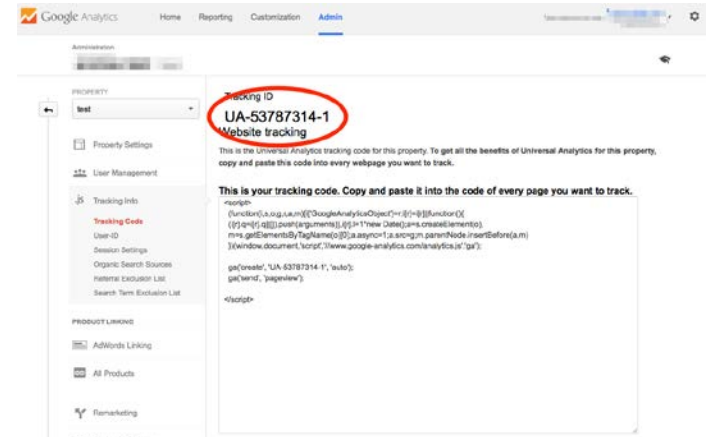 Google Analytics Home Reporting Customization Admin
Administration
PROPERTY
test
Property Settings
User Management
.js Tracking Info
Tracking Code
User-ID
Session Settings
Organic Search Sources
Referral Exclusion List
Search Term Exclusion List
PRODUCT LINKING
AdWords Linking
All Products
Remarketing
Tracking ID
UA-53787314-1
Website tracking
This is the Universal Analytics tracking code for this property. To get all the benefits of Universal Analytics for this property,
copy and paste this code into every webpage you want to track.
This is your tracking code. Copy and paste it into the code of every page you want to track.
<script>
(function(i,s,o,g,r,a,m){i['GoogleAnalyticsObject']=r;i[r]=i[r]||function(){
(i[r].q=i[r].q||[]).push(arguments)},i[r].l=1*new Date();a=s.createElement(o),
m=s.getElementsByTagName(o)[0];a.async=1;a.src=g;m.parentNode.insertBefore(a,m)
})(window,document,'script','//www.google-analytics.com/analytics.js','ga');
ga('create', 'UA-53787314-1', 'auto');
ga('send', 'pageview');
</script>